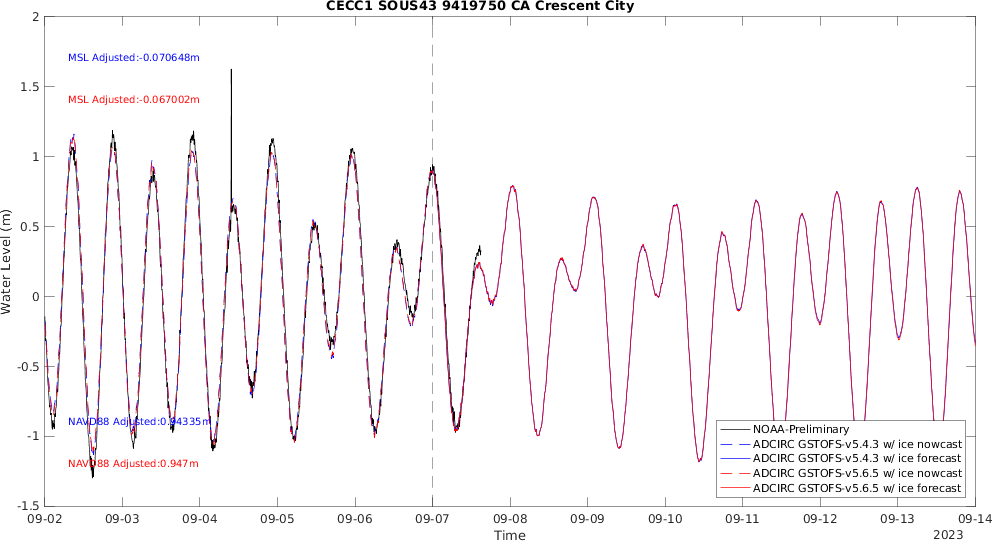 CECC1 SOUS43 9419750 CA Crescent City
Water Level (m)
2
1.5
1
0.5
0
-0.5
-1
-1.5
MSL Adjusted:-0.070648m
MSL Adjusted:-0.067002m
NAVD88 Adjusted:0.94335m
NAVD88 Adjusted:0.947m
NOAA-Preliminary
ADCIRC GSTOFS-v5.4.3 w/ ice nowcast
ADCIRC GSTOFS-v5.4.3 w/ ice forecast
ADCIRC GSTOFS-v5.6.5 w/ ice nowcast
ADCIRC GSTOFS-v5.6.5 w/ ice forecast
09-02 09-03 09-04 09-05 09-06 09-07 09-08 09-09 09-10 09-11 09-12 09-13 09-14
Time
2023